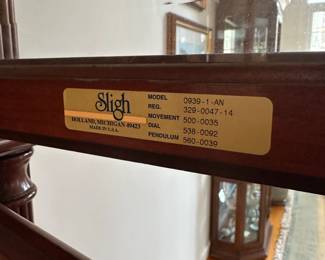 Sligh
HOLLAND, MICHIGAN 49423
MADE IN U.S.A.
MODEL 0939-1-AN
REG. 329-0047-14
MOVEMENT 500-0035
DIAL 538-0092
PENDULUM 560-0039